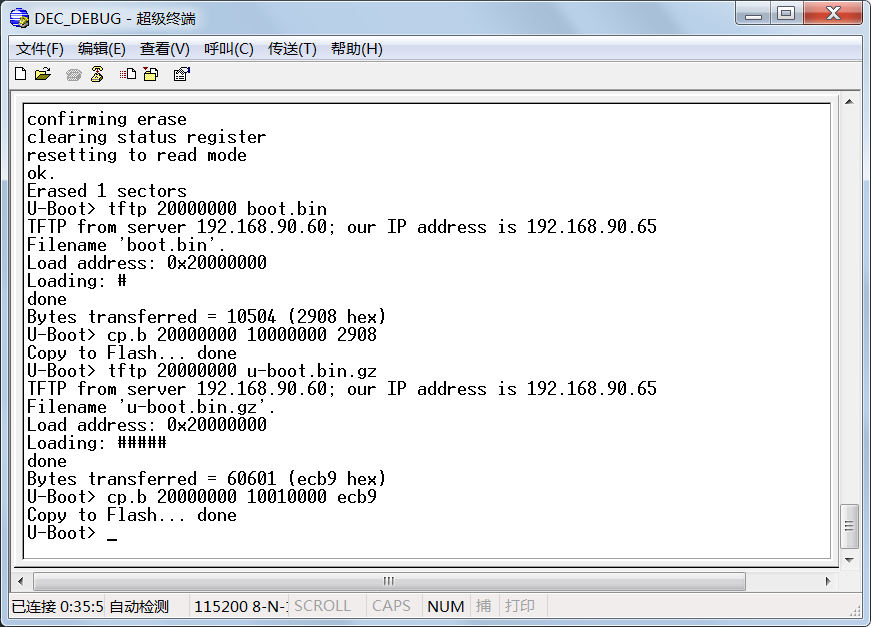 DEC_DEBUG - 超级终端
文件(F) 编辑(E) 查看(V) 呼叫(C) 传送(T) 帮助(H)
confirming erase
clearing status register
resetting to read mode
ok.
Erased 1 sectors
U-Boot> tftp 20000000 boot.bin
TFTP from server 192.168.90.60; our IP address is 192.168.90.65
Filename 'boot.bin'.
Load address: 0x20000000
Loading: #
done
Bytes transferred = 10504 (2908 hex)
U-Boot> cp.b 20000000 10000000 2908
Copy to Flash... done
U-Boot> tftp 20000000 u-boot.bin.gz
TFTP from server 192.168.90.60; our IP address is 192.168.90.65
Filename 'u-boot.bin.gz'.
Load address: 0x20000000
Loading: #####
done
Bytes transferred = 60601 (ecb9 hex)
U-Boot> cp.b 20000000 10010000 ecb9
Copy to Flash... done
U-Boot> _
已连接 0:35:5 自动检测 115200 8-N-1 SCROLL CAPS NUM 捕 打印